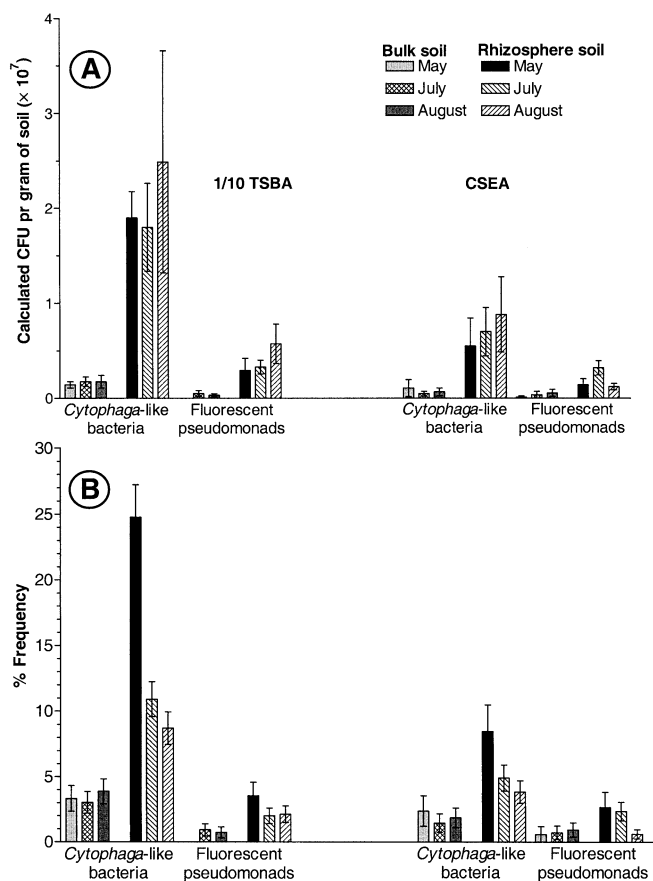 A
Calculated CFU pr gram of soil (× 10⁷)
4
3
2
1
0
Bulk soil
Rhizosphere soil
May
May
July
July
August
August
1/10 TSBA
CSEA
Cytophaga-like
bacteria
Fluorescent
pseudomonads
Cytophaga-like
bacteria
Fluorescent
pseudomonads
B
% Frequency
30
25
20
15
10
5
0
Cytophaga-like
bacteria
Fluorescent
pseudomonads
Cytophaga-like
bacteria
Fluorescent
pseudomonads